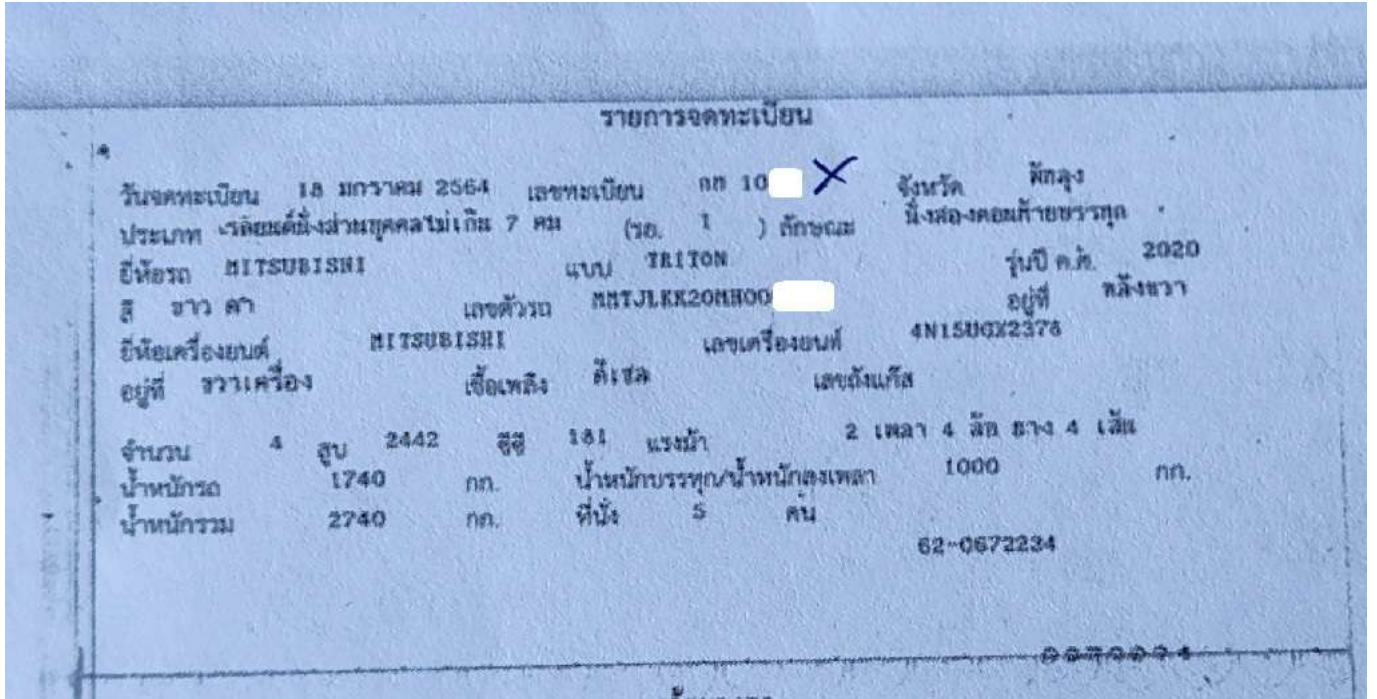 รายการจดทะเบียน
วันจดทะเบียน 18 มกราคม 2564 เลขทะเบียน กท 10 จังหวัด พัทลุง
ประเภท รถยนต์นั่งส่วนบุคคลไม่เกิน 7 คน (รย. 1 ) ลักษณะ นั่งสองตอนท้ายบรรทุก
ยี่ห้อรถ MITSUBISHI แบบ TRITON รุ่นปี ค.ศ. 2020
สี ขาว ดำ เลขตัวรถ MMTJLKK20MH00 อยู่ที่ หลังขวา
ยี่ห้อเครื่องยนต์ MITSUBISHI เลขเครื่องยนต์ 4N15UGX2378
อยู่ที่ ขวาเครื่อง เชื้อเพลิง ดีเซล เลขถังแก๊ส
จำนวน 4 สูบ 2442 ซีซี 181 แรงม้า 2 เพลา 4 ล้อ ยาง 4 เส้น
น้ำหนักรถ 1740 กก. น้ำหนักบรรทุก/น้ำหนักลงเพลา 1000 กก.
น้ำหนักรวม 2740 กก. ที่นั่ง 5 คน
62-0672234